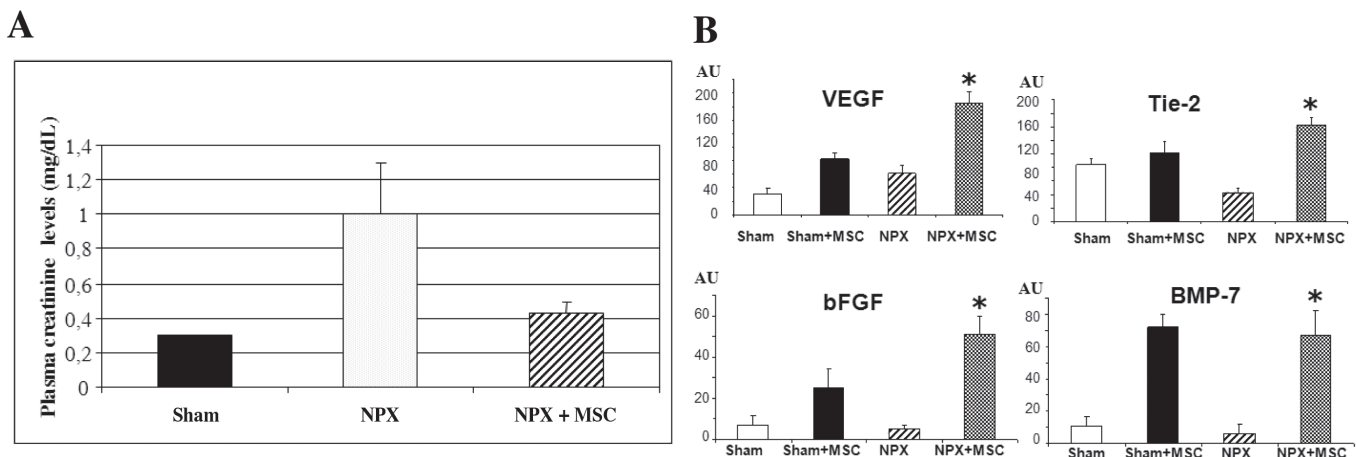 A
Plasma creatinine levels (mg/dL)
1,4
1,2
1
0,8
0,6
0,4
0,2
0
Sham NPX NPX + MSC
B
AU
VEGF
*
200
160
120
80
40
0
Sham Sham+MSC NPX NPX+MSC
AU
Tie-2
*
200
160
120
80
40
0
Sham Sham+MSC NPX NPX+MSC
AU
bFGF
*
60
40
20
0
Sham Sham+MSC NPX NPX+MSC
AU
BMP-7
*
80
60
40
20
0
Sham Sham+MSC NPX NPX+MSC